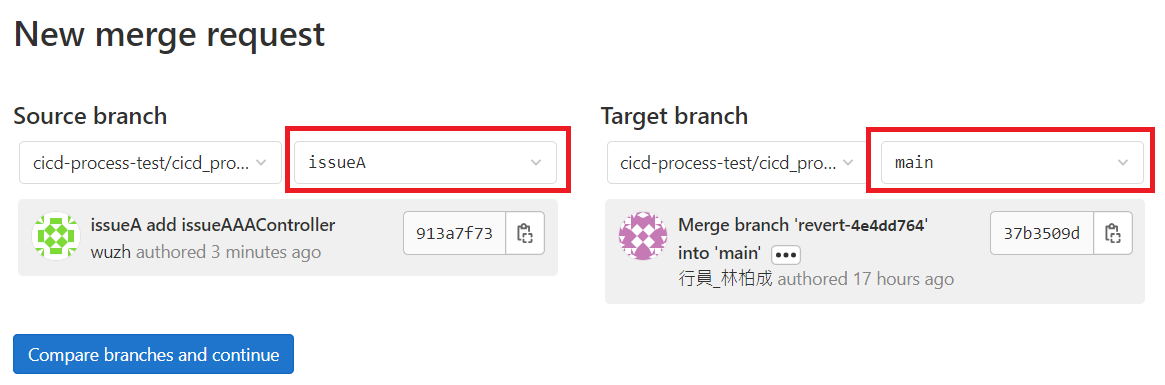 New merge request
Source branch
cicd-process-test/cicd_pro...
issueA
issueA add issueAAAController
wuzh authored 3 minutes ago
913a7f73
Target branch
cicd-process-test/cicd_pro...
main
Merge branch 'revert-4e4dd764'
into 'main'
行員_林柏成 authored 17 hours ago
37b3509d
Compare branches and continue